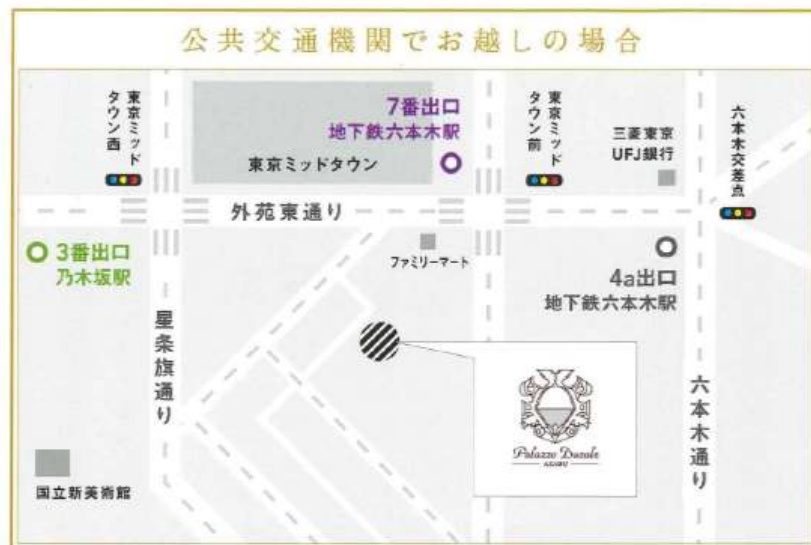 公共交通機関でお越しの場合
東京ミッド
タウン西
7番出口
地下鉄六本木駅
東京ミッドタウン
東京ミッド
タウン前
三菱東京
UFJ銀行
六本木交差点
外苑東通り
3番出口
乃木坂駅
ファミリーマート
4a出口
地下鉄六本木駅
星条旗通り
六本木通り
Palazzo Ducale
AZABU
国立新美術館